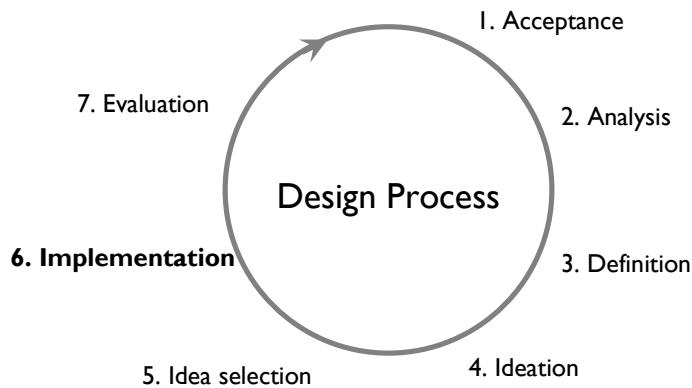 1. Acceptance
2. Analysis
3. Definition
4. Ideation
5. Idea selection
6. Implementation
7. Evaluation
Design Process